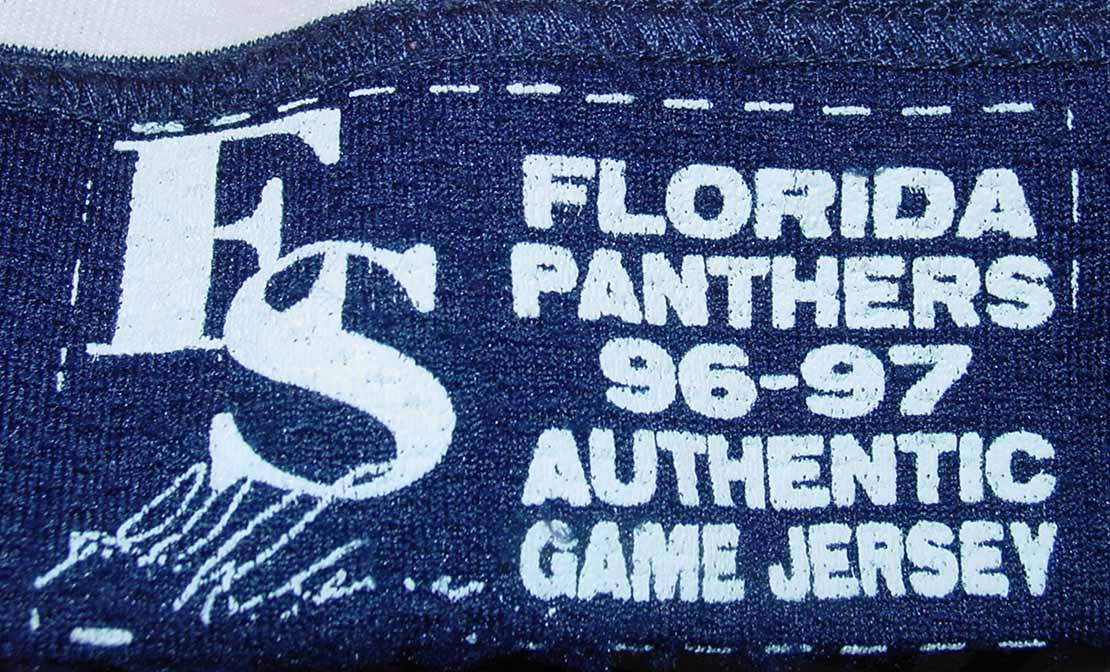 FS
FLORIDA
PANTHERS
96-97
AUTHENTIC
GAME JERSEY